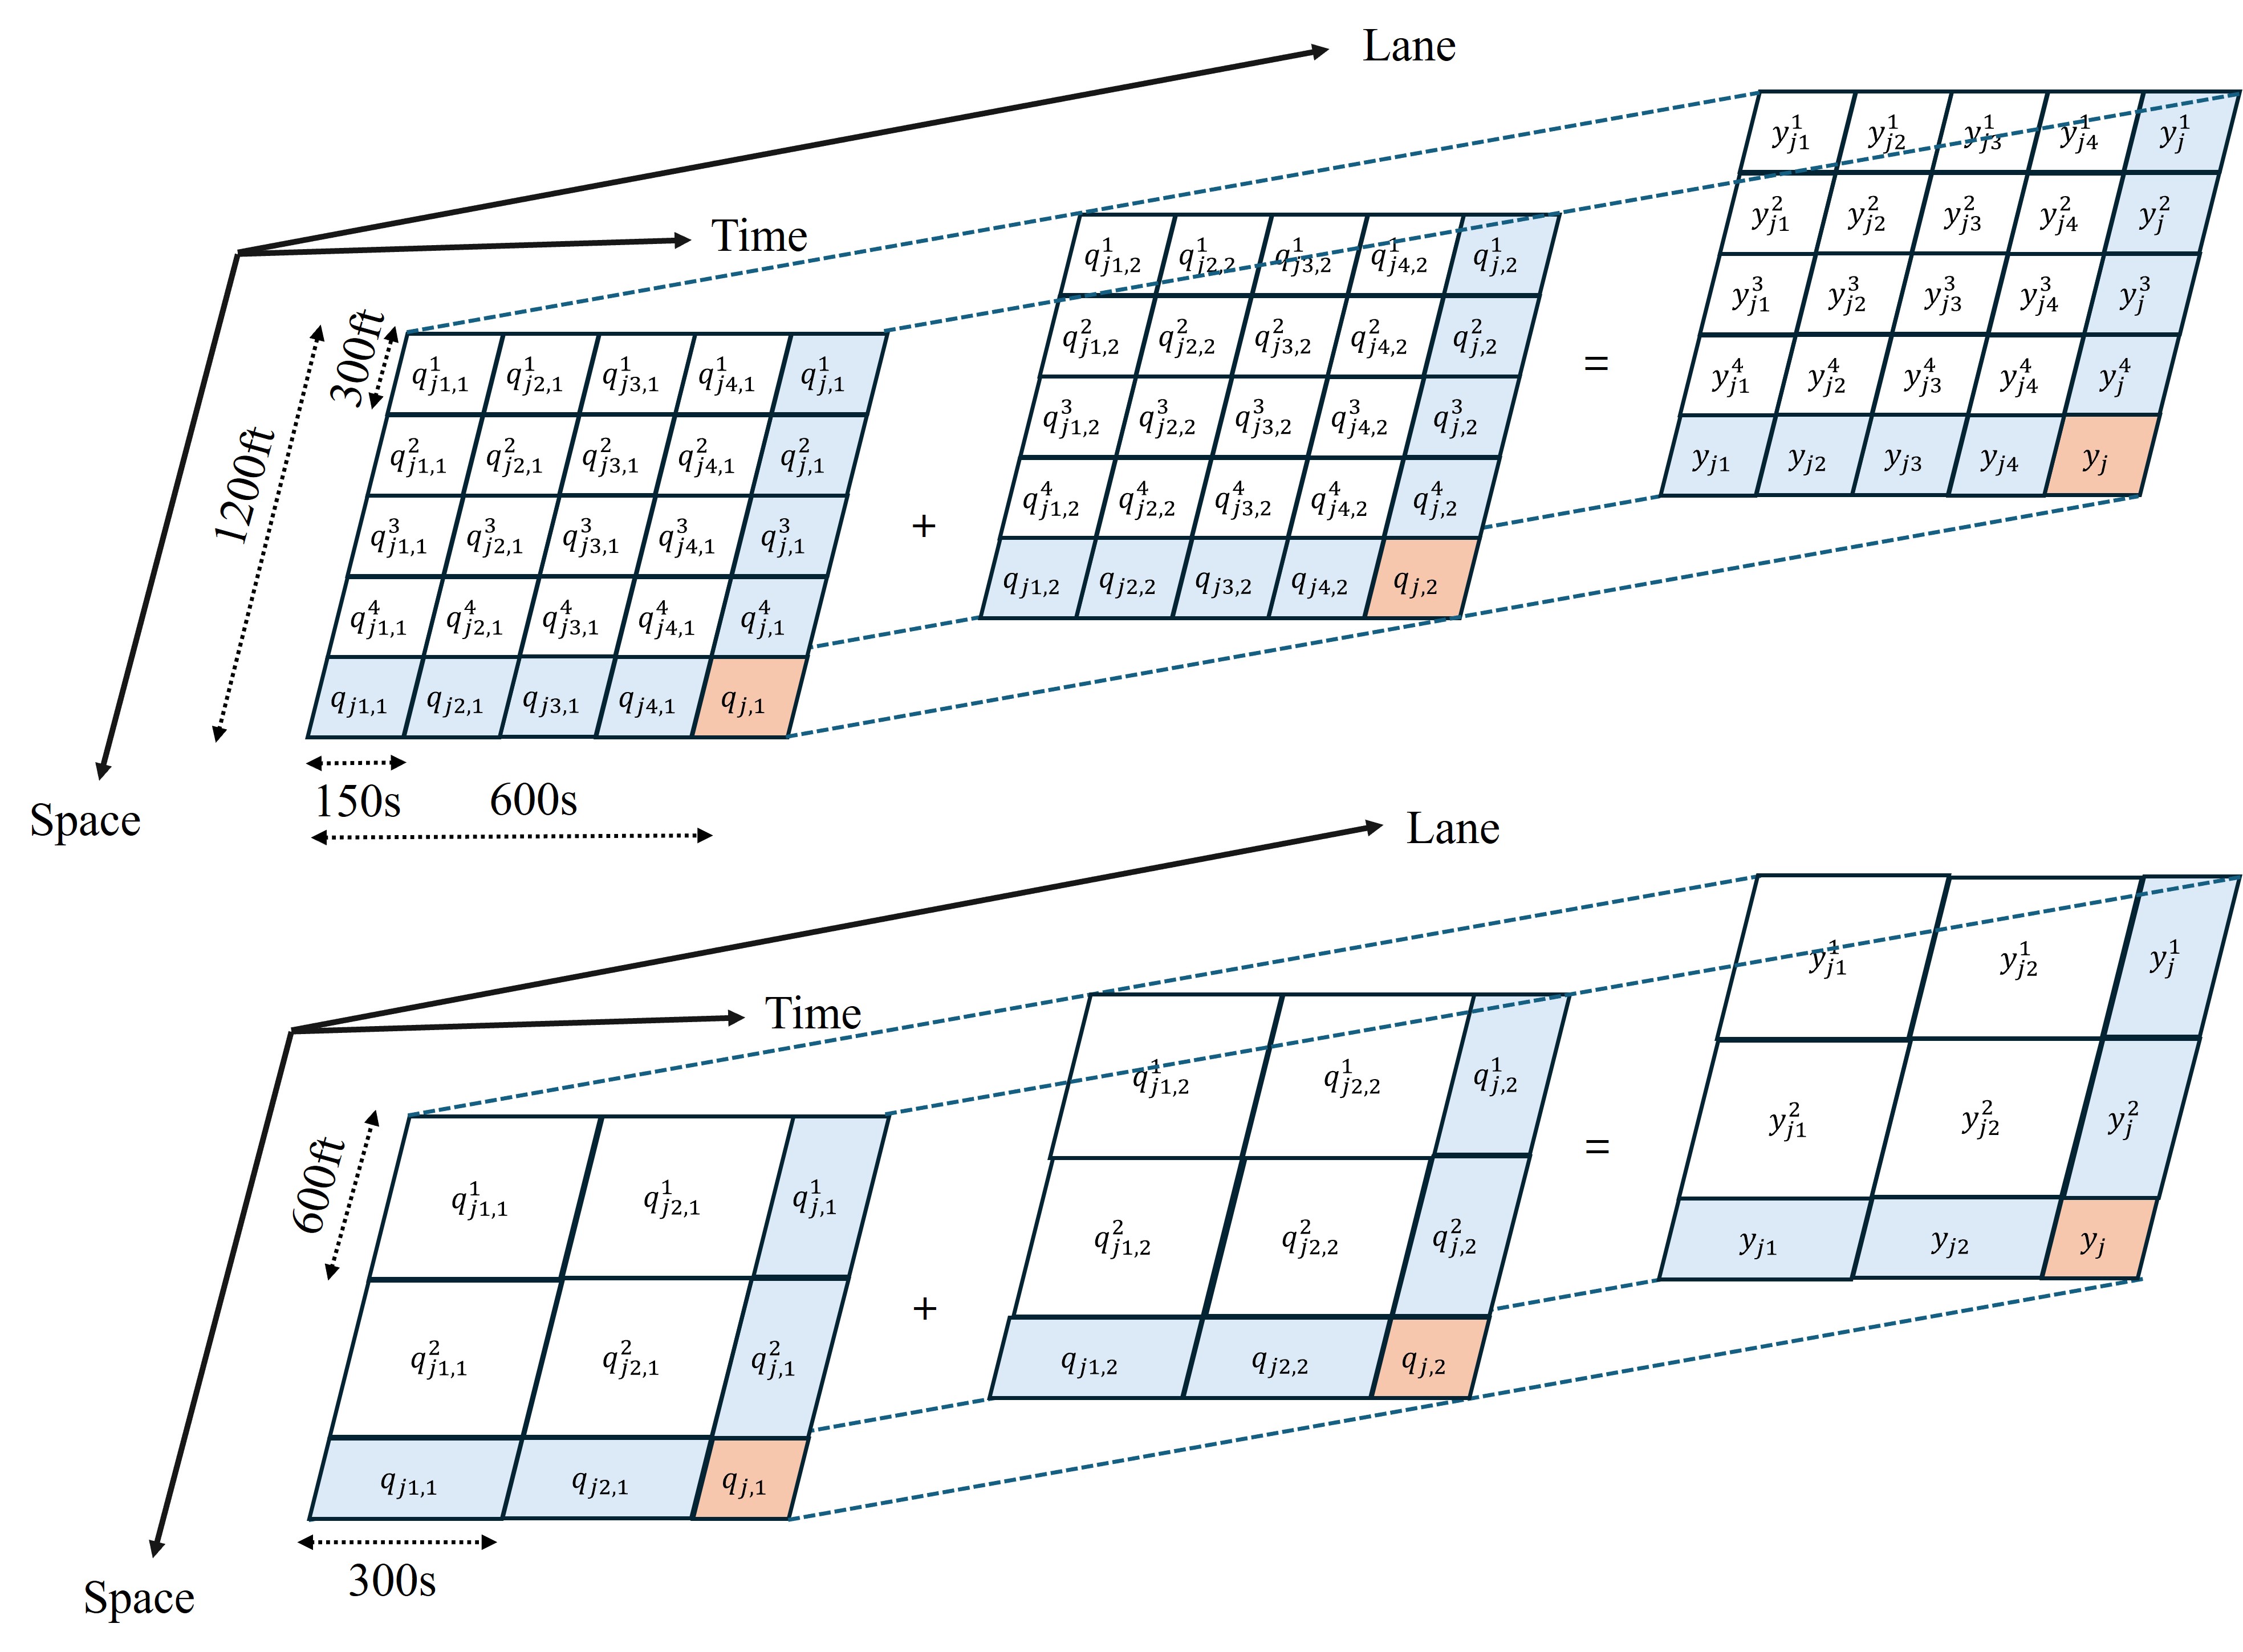 Lane
Time
300ft
1200ft
Space
q^1_{j1,1} q^1_{j2,1} q^1_{j3,1} q^1_{j4,1} q^1_{j,1}
q^2_{j1,1} q^2_{j2,1} q^2_{j3,1} q^2_{j4,1} q^2_{j,1}
q^3_{j1,1} q^3_{j2,1} q^3_{j3,1} q^3_{j4,1} q^3_{j,1}
q^4_{j1,1} q^4_{j2,1} q^4_{j3,1} q^4_{j4,1} q^4_{j,1}
q_{j1,1} q_{j2,1} q_{j3,1} q_{j4,1} q_{j,1}
150s
600s
+
q^1_{j1,2} q^1_{j2,2} q^1_{j3,2} q^1_{j4,2} q^1_{j,2}
q^2_{j1,2} q^2_{j2,2} q^2_{j3,2} q^2_{j4,2} q^2_{j,2}
q^3_{j1,2} q^3_{j2,2} q^3_{j3,2} q^3_{j4,2} q^3_{j,2}
q^4_{j1,2} q^4_{j2,2} q^4_{j3,2} q^4_{j4,2} q^4_{j,2}
q_{j1,2} q_{j2,2} q_{j3,2} q_{j4,2} q_{j,2}
=
y^1_{j1} y^1_{j2} y^1_{j3} y^1_{j4} y^1_j
y^2_{j1} y^2_{j2} y^2_{j3} y^2_{j4} y^2_j
y^3_{j1} y^3_{j2} y^3_{j3} y^3_{j4} y^3_j
y^4_{j1} y^4_{j2} y^4_{j3} y^4_{j4} y^4_j
y_{j1} y_{j2} y_{j3} y_{j4} y_j
Lane
Time
600ft
Space
q^1_{j1,1} q^1_{j2,1} q^1_{j,1}
q^2_{j1,1} q^2_{j2,1} q^2_{j,1}
q_{j1,1} q_{j2,1} q_{j,1}
300s
+
q^1_{j1,2} q^1_{j2,2} q^1_{j,2}
q^2_{j1,2} q^2_{j2,2} q^2_{j,2}
q_{j1,2} q_{j2,2} q_{j,2}
=
y^1_{j1} y^1_{j2} y^1_j
y^2_{j1} y^2_{j2} y^2_j
y_{j1} y_{j2} y_j